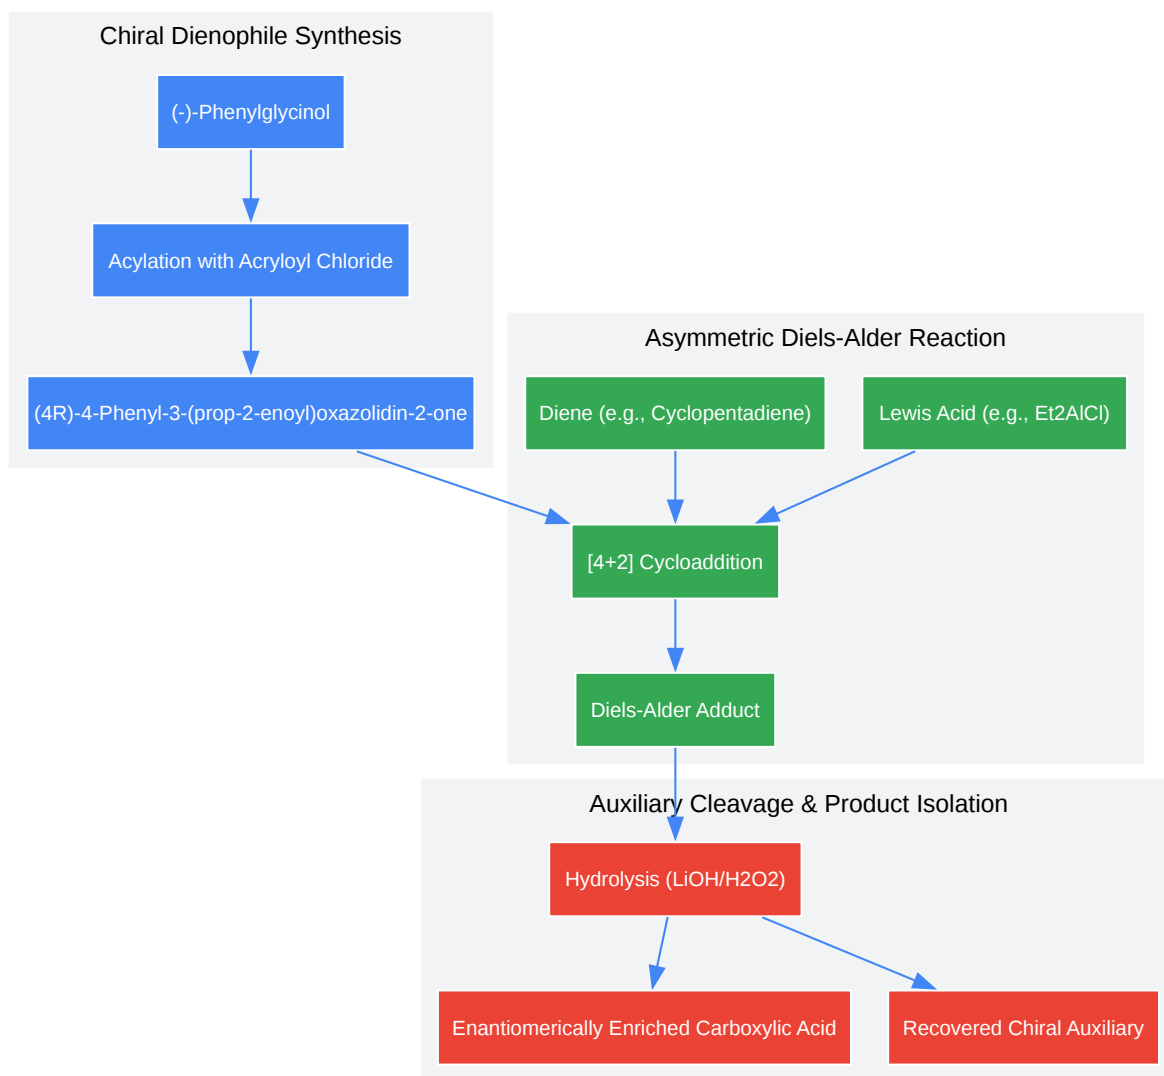 Chiral Dienophile Synthesis
(-)-Phenylglycinol
Acylation with Acryloyl Chloride
(4R)-4-Phenyl-3-(prop-2-enoyl)oxazolidin-2-one
Asymmetric Diels-Alder Reaction
Diene (e.g., Cyclopentadiene)
Lewis Acid (e.g., Et2AlCl)
[4+2] Cycloaddition
Diels-Alder Adduct
Auxiliary Cleavage & Product Isolation
Hydrolysis (LiOH/H2O2)
Enantiomerically Enriched Carboxylic Acid
Recovered Chiral Auxiliary